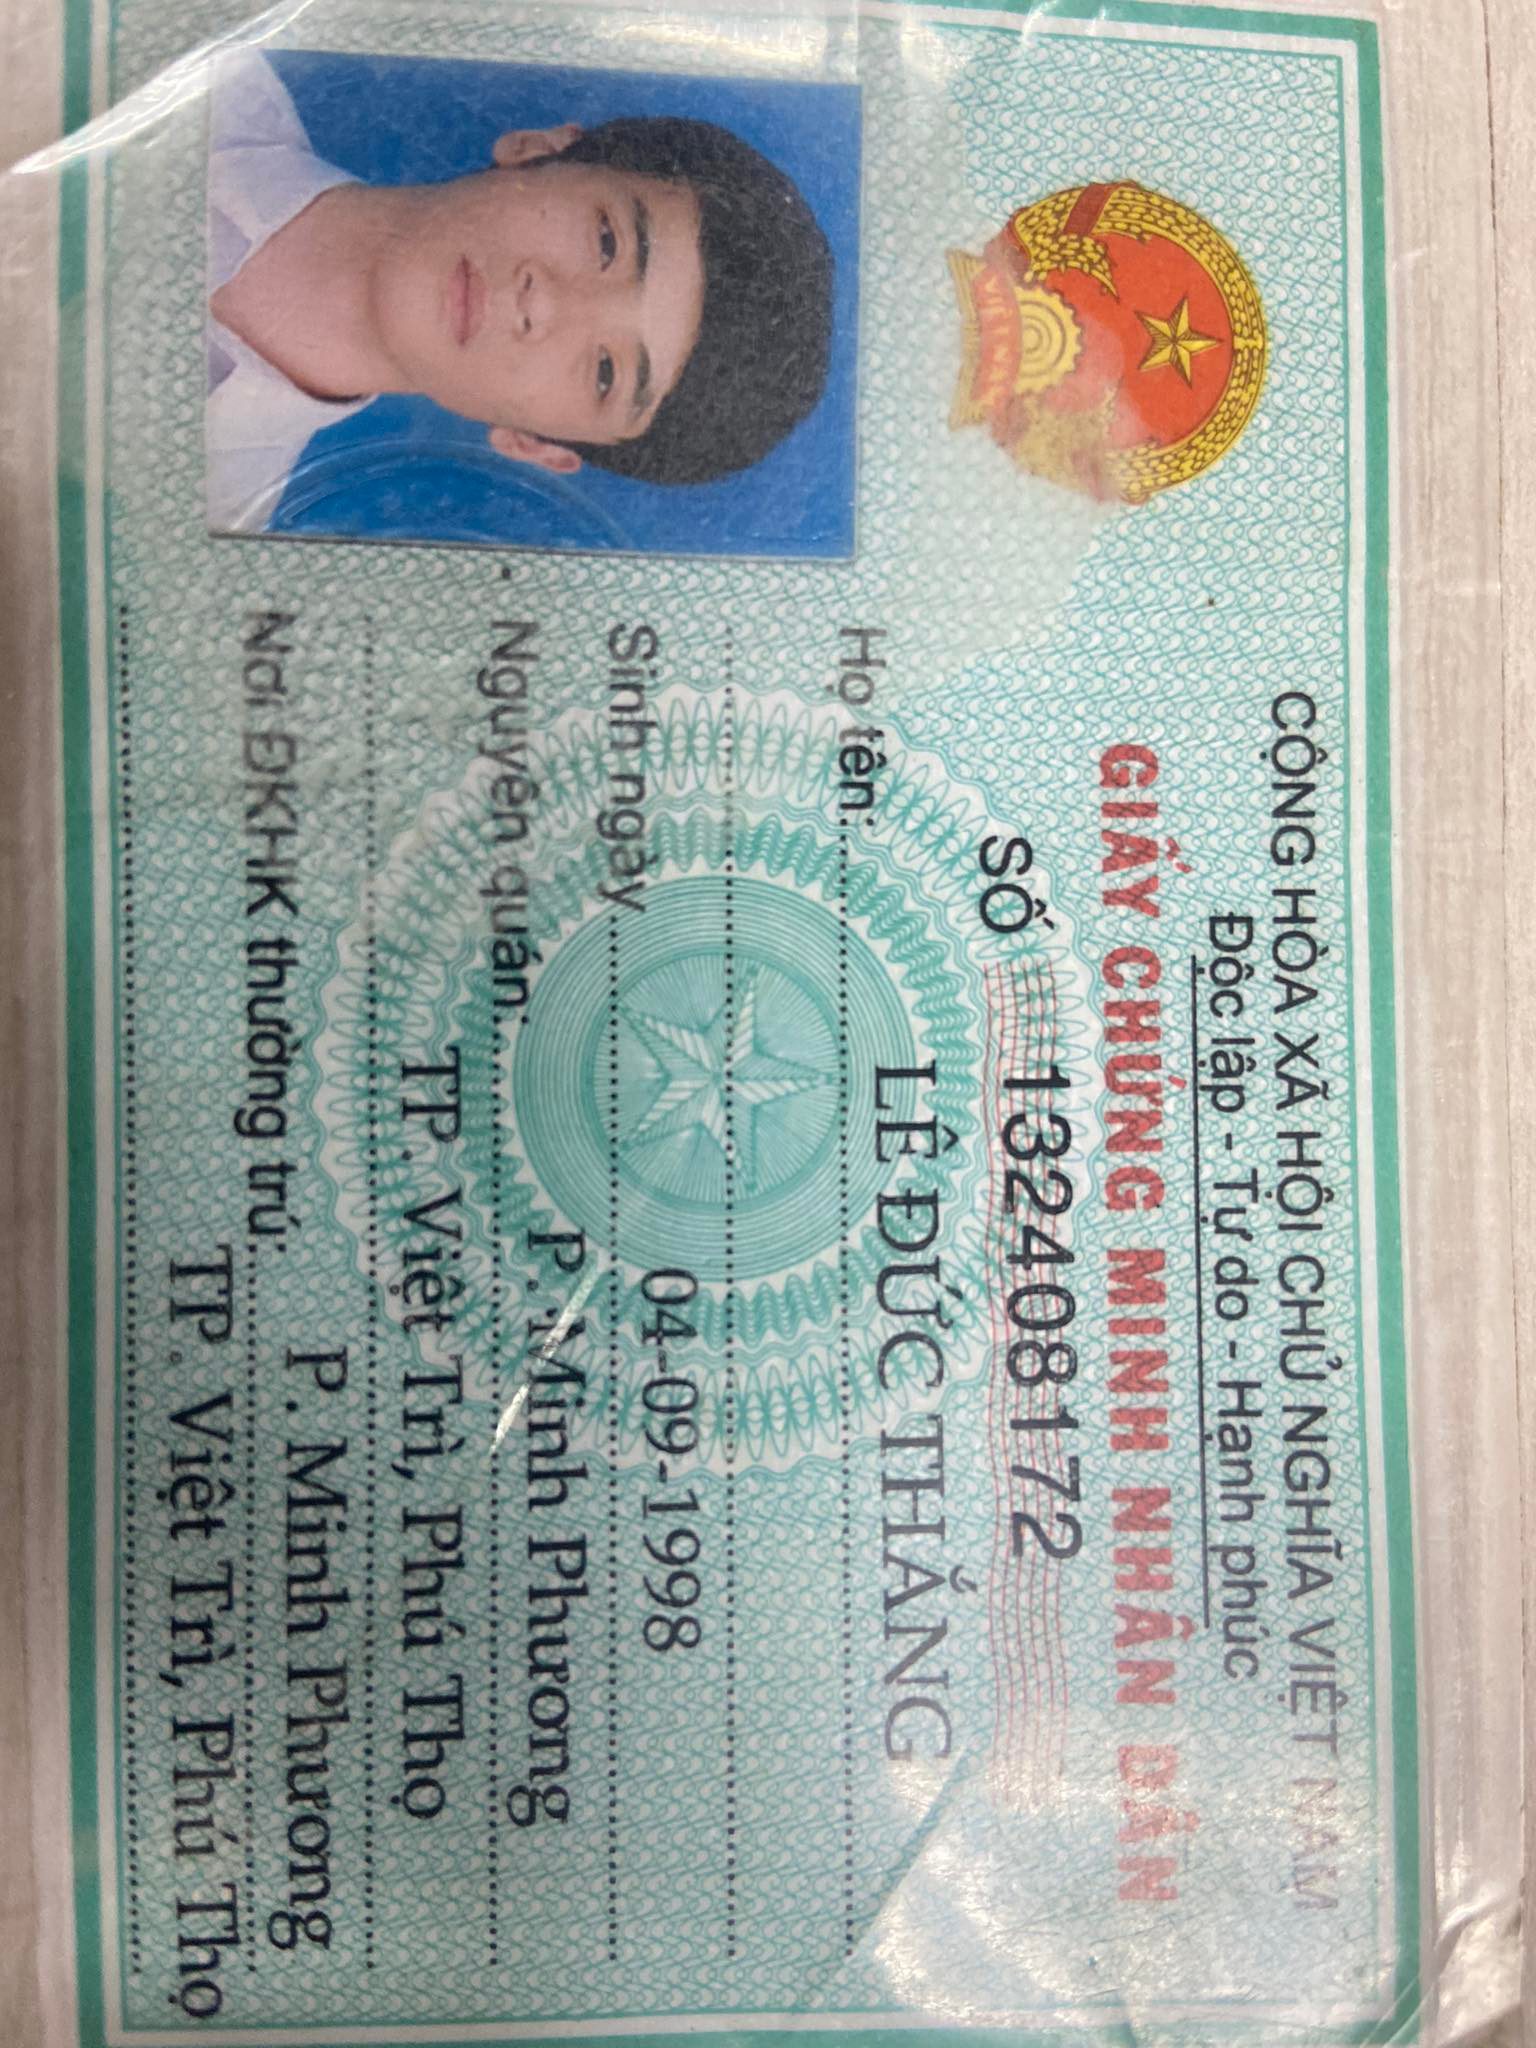 CỘNG HÒA XÃ HỘI CHỦ NGHĨA VIỆT NAM
Độc lập - Tự do - Hạnh phúc
GIẤY CHỨNG MINH NHÂN DÂN
SỐ 132408172
Họ tên: LÊ ĐỨC THẮNG
Sinh ngày 04-09-1998
Nguyên quán: P. Minh Phương
TP. Việt Trì, Phú Thọ
Nơi ĐKHK thường trú: P. Minh Phương
TP. Việt Trì, Phú Thọ
VIỆT NAM